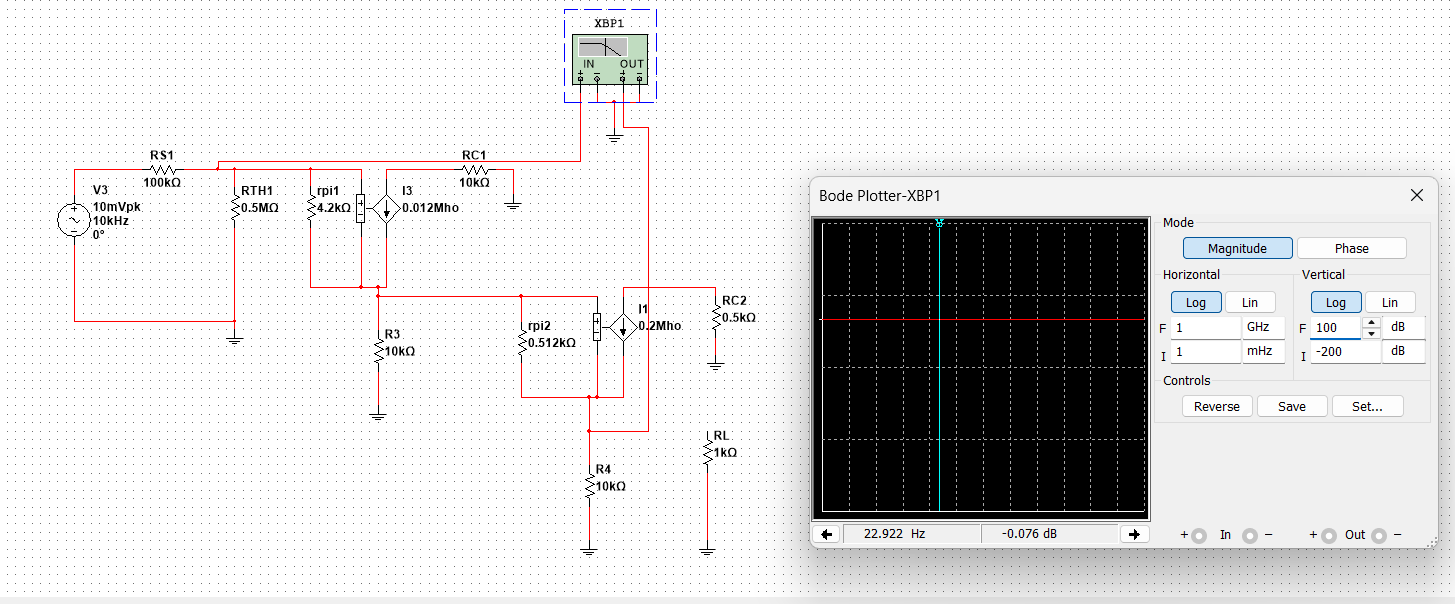 XBP1
IN OUT
+ − + −
RS1
100kΩ
V3
10mVpk
10kHz
0°
RTH1
0.5MΩ
rpi1
4.2kΩ
I3
0.012Mho
RC1
10kΩ
R3
10kΩ
rpi2
0.512kΩ
I1
0.2Mho
RC2
0.5kΩ
R4
10kΩ
RL
1kΩ
Bode Plotter-XBP1
Mode
Magnitude Phase
Horizontal Vertical
Log Lin Log Lin
F 1 GHz F 100 dB
I 1 mHz I -200 dB
Controls
Reverse Save Set...
22.922 Hz -0.076 dB + In − + Out −